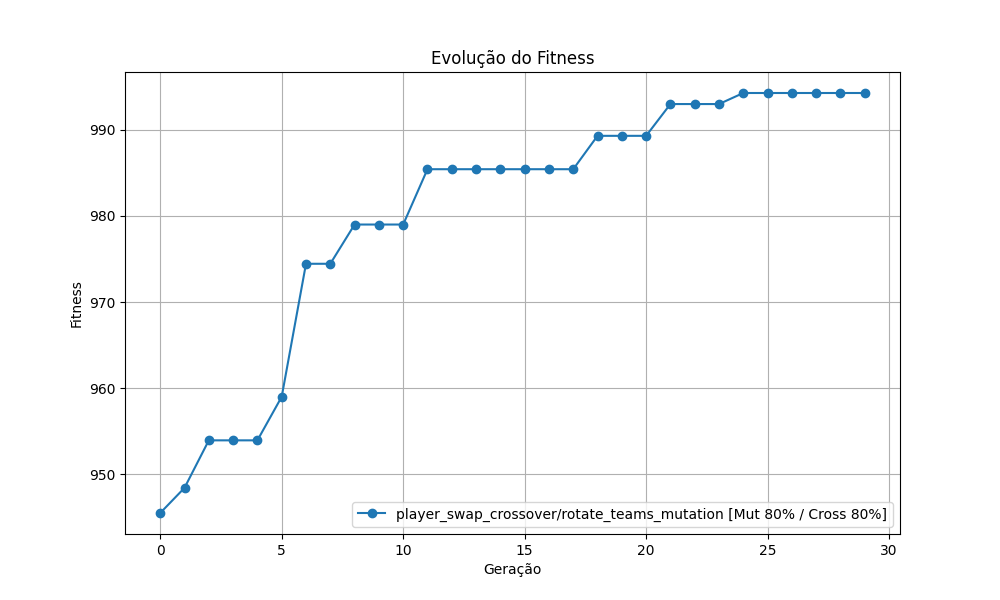 Evolução do Fitness
Fitness
990
980
970
960
950
player_swap_crossover/rotate_teams_mutation [Mut 80% / Cross 80%]
0 5 10 15 20 25 30
Geração